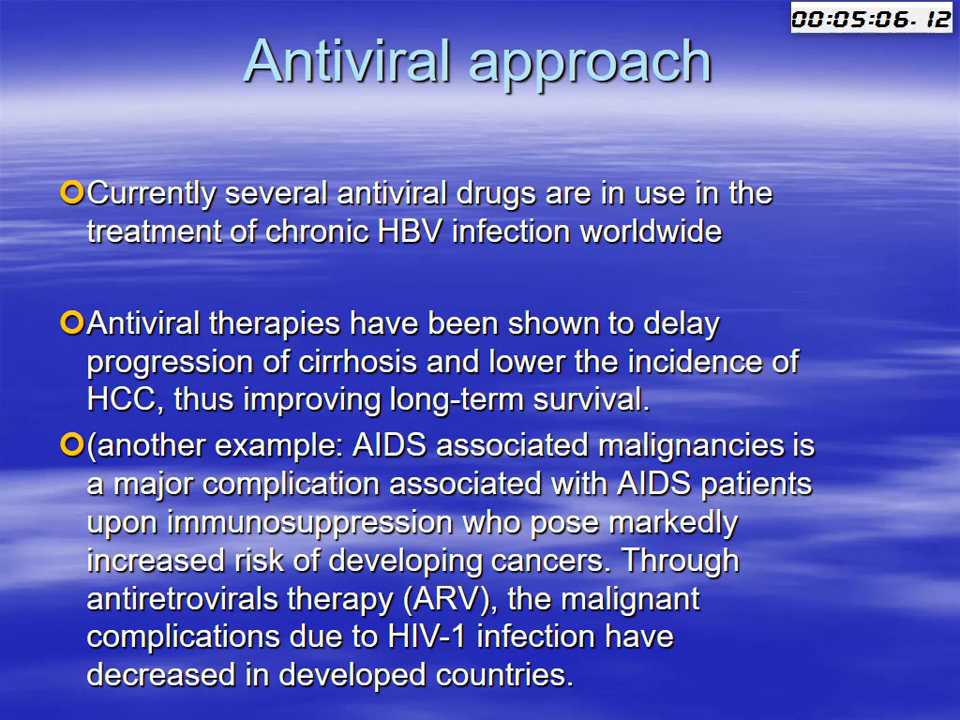 00:05:06.12
Antiviral approach
Currently several antiviral drugs are in use in the
treatment of chronic HBV infection worldwide
Antiviral therapies have been shown to delay
progression of cirrhosis and lower the incidence of
HCC, thus improving long-term survival.
(another example: AIDS associated malignancies is
a major complication associated with AIDS patients
upon immunosuppression who pose markedly
increased risk of developing cancers. Through
antiretrovirals therapy (ARV), the malignant
complications due to HIV-1 infection have
decreased in developed countries.